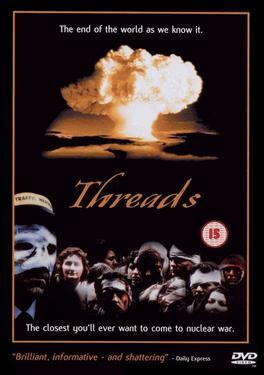 The end of the world as we know it.
Threads
15
TRAFFIC
The closest you'll ever want to come to nuclear war.
"Brilliant, informative - and shattering" - Daily Express
DVD
VIDEO